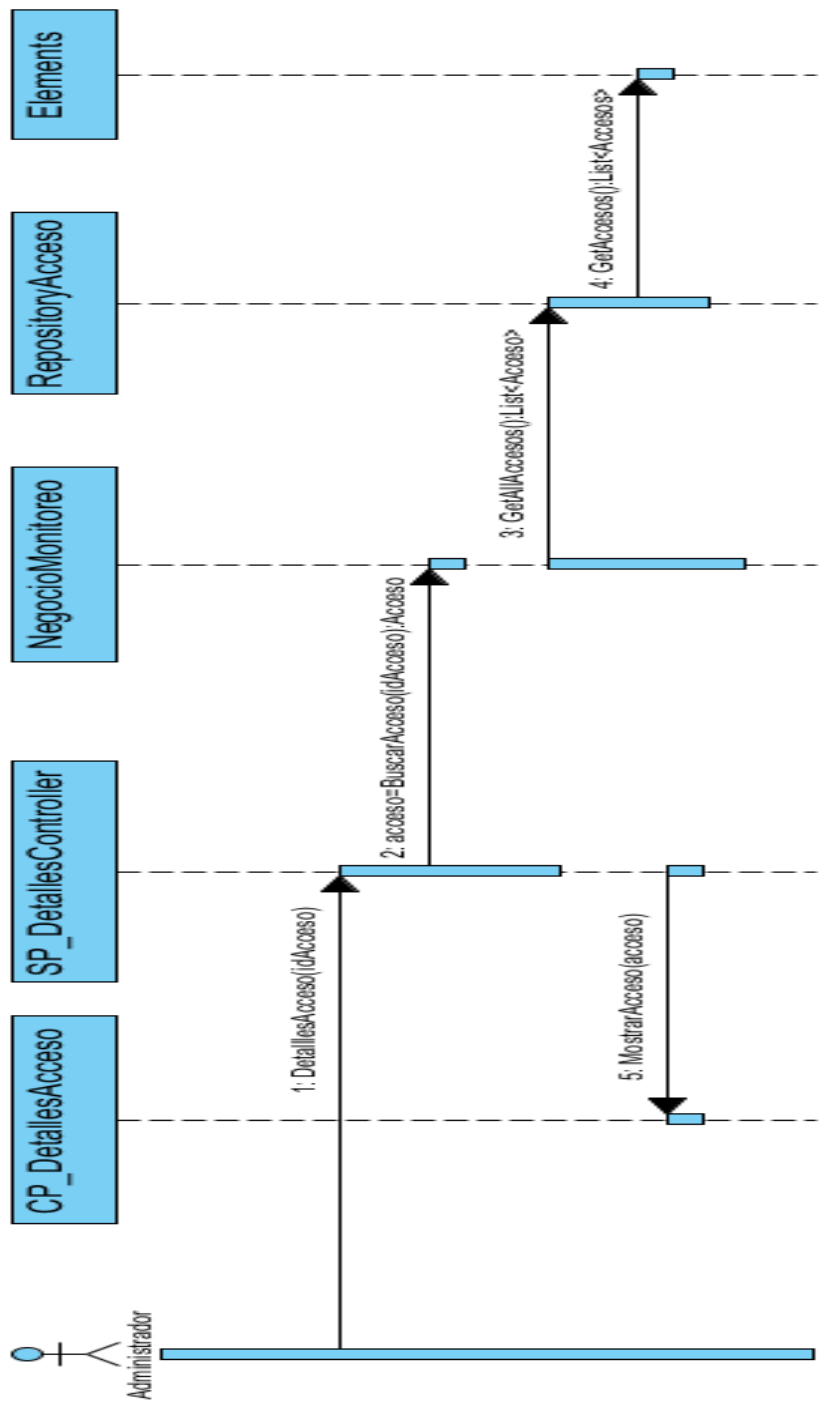 Administrador
CP_DetallesAcceso
SP_DetallesController
NegocioMonitoreo
RepositoryAcceso
Elements
1: DetalllesAcceso(idAcceso)
2: acceso=BuscarAcceso(idAcceso):Acceso
3: GetAllAccesos():List<Acceso>
4: GetAccesos():List<Accesos>
5: MostrarAcceso(acceso)